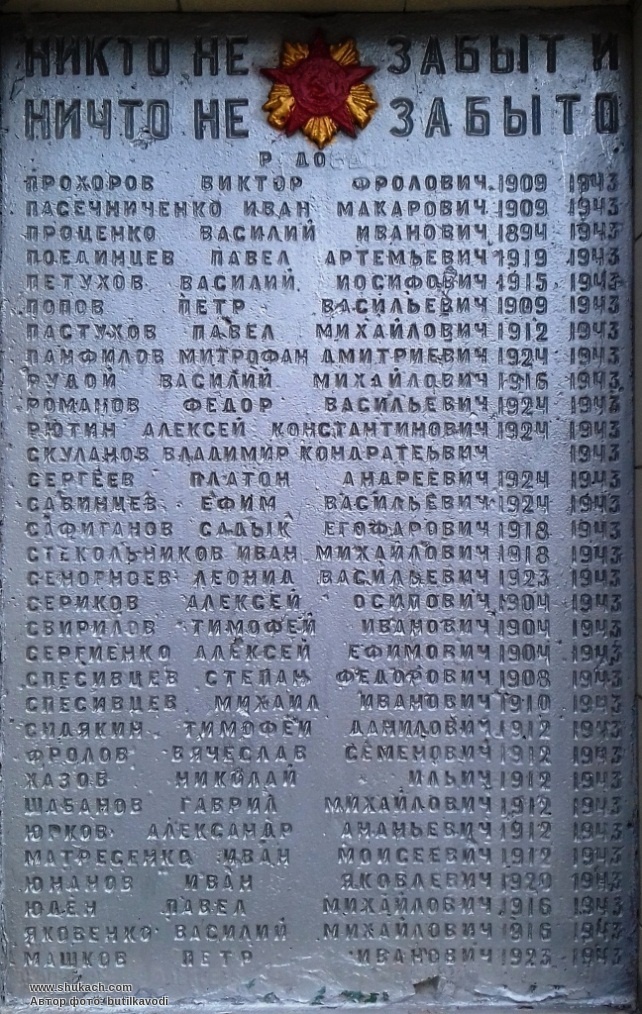 НИКТО НЕ ЗАБЫТ И
НИЧТО НЕ ЗАБЫТО
ПРОХОРОВ ВИКТОР ФРОЛОВИЧ 1909 1943
ПАСЕЧНИЧЕНКО ИВАН МАКАРОВИЧ 1909 1943
ПРОЦЕНКО ВАСИЛИЙ ИВАНОВИЧ 1894 1943
ПОЕДИНЦЕВ ПАВЕЛ АРТЕМЬЕВИЧ 1919 1943
ПЕТУХОВ ВАСИЛИЙ ИОСИФОВИЧ 1915 1943
ПОПОВ ПЕТР ВАСИЛЬЕВИЧ 1909 1943
ПАСТУХОВ ПАВЕЛ МИХАЙЛОВИЧ 1912 1943
ПАНФИЛОВ МИТРОФАН ДМИТРИЕВИЧ 1924 1943
РУДОЙ ВАСИЛИЙ МИХАЙЛОВИЧ 1916 1943
РОМАНОВ ФЕДОР ВАСИЛЬЕВИЧ 1924 1943
РЮТИН АЛЕКСЕЙ КОНСТАНТИНОВИЧ 1924 1943
СКУЛАНОВ ВЛАДИМИР КОНДРАТЕЬВИЧ 1943
СЕРГЕЕВ ПЛАТОН АНДРЕЕВИЧ 1924 1943
САВИНЦЕВ ЕФИМ ВАСИЛЬЕВИЧ 1924 1943
САФИГАНОВ САДЫК ЕГОФАРОВИЧ 1918 1943
СТЕКОЛЬНИКОВ ИВАН МИХАЙЛОВИЧ 1918 1943
ЛЕОНИД ВАСИЛЬЕВИЧ 1923 1943
СЕРИКОВ АЛЕКСЕЙ ОСИПОВИЧ 1904 1943
СВИРИЛОВ ТИМОФЕЙ ИВАНОВИЧ 1904 1943
СЕРГИЕНКО АЛЕКСЕЙ ЕФИМОВИЧ 1904 1943
СПЕСИВЦЕВ СТЕПАН ФЕДОРОВИЧ 1908 1943
СПЕСИВЦЕВ МИХАИЛ ИВАНОВИЧ 1910 1943
ТИМОФЕЙ ДАНИЛОВИЧ 1912 1943
ФРОЛОВ ВЯЧЕСЛАВ СЕМЕНОВИЧ 1912 1943
ХАЗОВ НИКОЛАЙ ИЛЬИЧ 1912 1943
ШАБАНОВ ГАВРИЛ МИХАЙЛОВИЧ 1912 1943
ЮРКОВ АЛЕКСАНДР АНАНЬЕВИЧ 1912 1943
МАТРЕСЕНКО ИВАН МОИСЕЕВИЧ 1912 1943
ЮНАНОВ ИВАН ЯКОВЛЕВИЧ 1920 1943
ЮДЕН ПАВЕЛ МИХАЙЛОВИЧ 1916 1943
ЯКОВЕНКО ВАСИЛИЙ МИХАЙЛОВИЧ 1916 1943
МАШКОВ ПЕТР ИВАНОВИЧ 1923 1943
www.shukach.com
Автор фото: butilkavodi